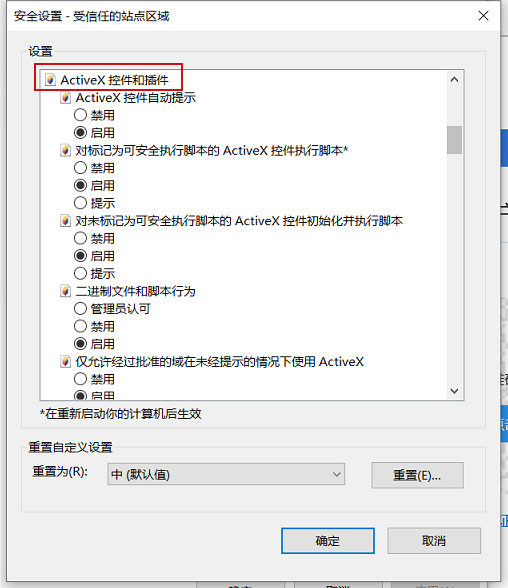 安全设置 - 受信任的站点区域
设置
ActiveX 控件和插件
ActiveX 控件自动提示
禁用
启用
对标记为可安全执行脚本的 ActiveX 控件执行脚本*
禁用
启用
提示
对未标记为可安全执行脚本的 ActiveX 控件初始化并执行脚本
禁用
启用
提示
二进制文件和脚本行为
管理员认可
禁用
启用
仅允许经过批准的域在未经提示的情况下使用 ActiveX
禁用
启用
*在重新启动你的计算机后生效
重置自定义设置
重置为(R):
中 (默认值)
重置(E)...
确定
取消